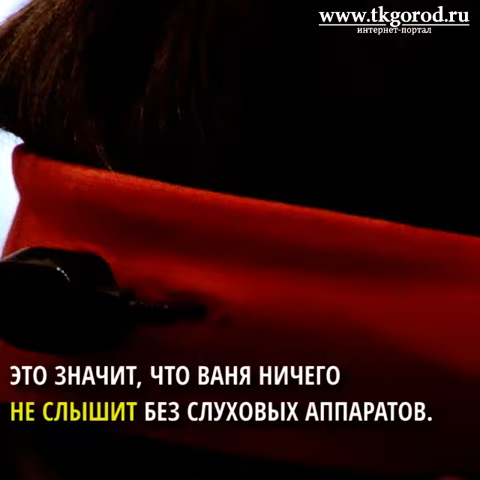 www.tkgorod.ru
интернет-портал
ЭТО ЗНАЧИТ, ЧТО ВАНЯ НИЧЕГО
НЕ СЛЫШИТ БЕЗ СЛУХОВЫХ АППАРАТОВ.